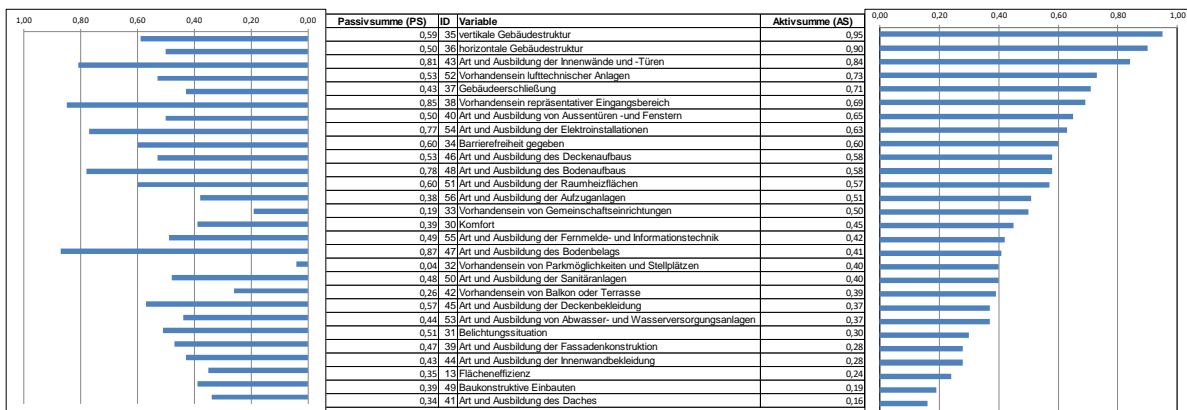 1,00 0,80 0,60 0,40 0,20 0,00
Passivsumme (PS) ID Variable Aktivsumme (AS)
0,00 0,20 0,40 0,60 0,80 1,00
0,59 35 vertikale Gebäudestruktur 0,95
0,50 36 horizontale Gebäudestruktur 0,90
0,81 43 Art und Ausbildung der Innenwände und -Türen 0,84
0,53 52 Vorhandensein lufttechnischer Anlagen 0,73
0,43 37 Gebäudeerschließung 0,71
0,85 38 Vorhandensein repräsentativer Eingangsbereich 0,69
0,50 40 Art und Ausbildung von Aussentüren -und Fenstern 0,65
0,77 54 Art und Ausbildung der Elektroinstallationen 0,63
0,60 34 Barrierefreiheit gegeben 0,60
0,53 46 Art und Ausbildung des Deckenaufbaus 0,58
0,78 48 Art und Ausbildung des Bodenaufbaus 0,58
0,60 51 Art und Ausbildung der Raumheizflächen 0,57
0,38 56 Art und Ausbildung der Aufzuganlagen 0,51
0,19 33 Vorhandensein von Gemeinschaftseinrichtungen 0,50
0,39 30 Komfort 0,45
0,49 55 Art und Ausbildung der Fernmelde- und Informationstechnik 0,42
0,87 47 Art und Ausbildung des Bodenbelags 0,41
0,04 32 Vorhandensein von Parkmöglichkeiten und Stellplätzen 0,40
0,48 50 Art und Ausbildung der Sanitäranlagen 0,40
0,26 42 Vorhandensein von Balkon oder Terrasse 0,39
0,57 45 Art und Ausbildung der Deckenbekleidung 0,37
0,44 53 Art und Ausbildung von Abwasser- und Wasserversorgungsanlagen 0,37
0,51 31 Belichtungssituation 0,30
0,47 39 Art und Ausbildung der Fassadenkonstruktion 0,28
0,43 44 Art und Ausbildung der Innenwandbekleidung 0,28
0,35 13 Flächeneffizienz 0,24
0,39 49 Baukonstruktive Einbauten 0,19
0,34 41 Art und Ausbildung des Daches 0,16